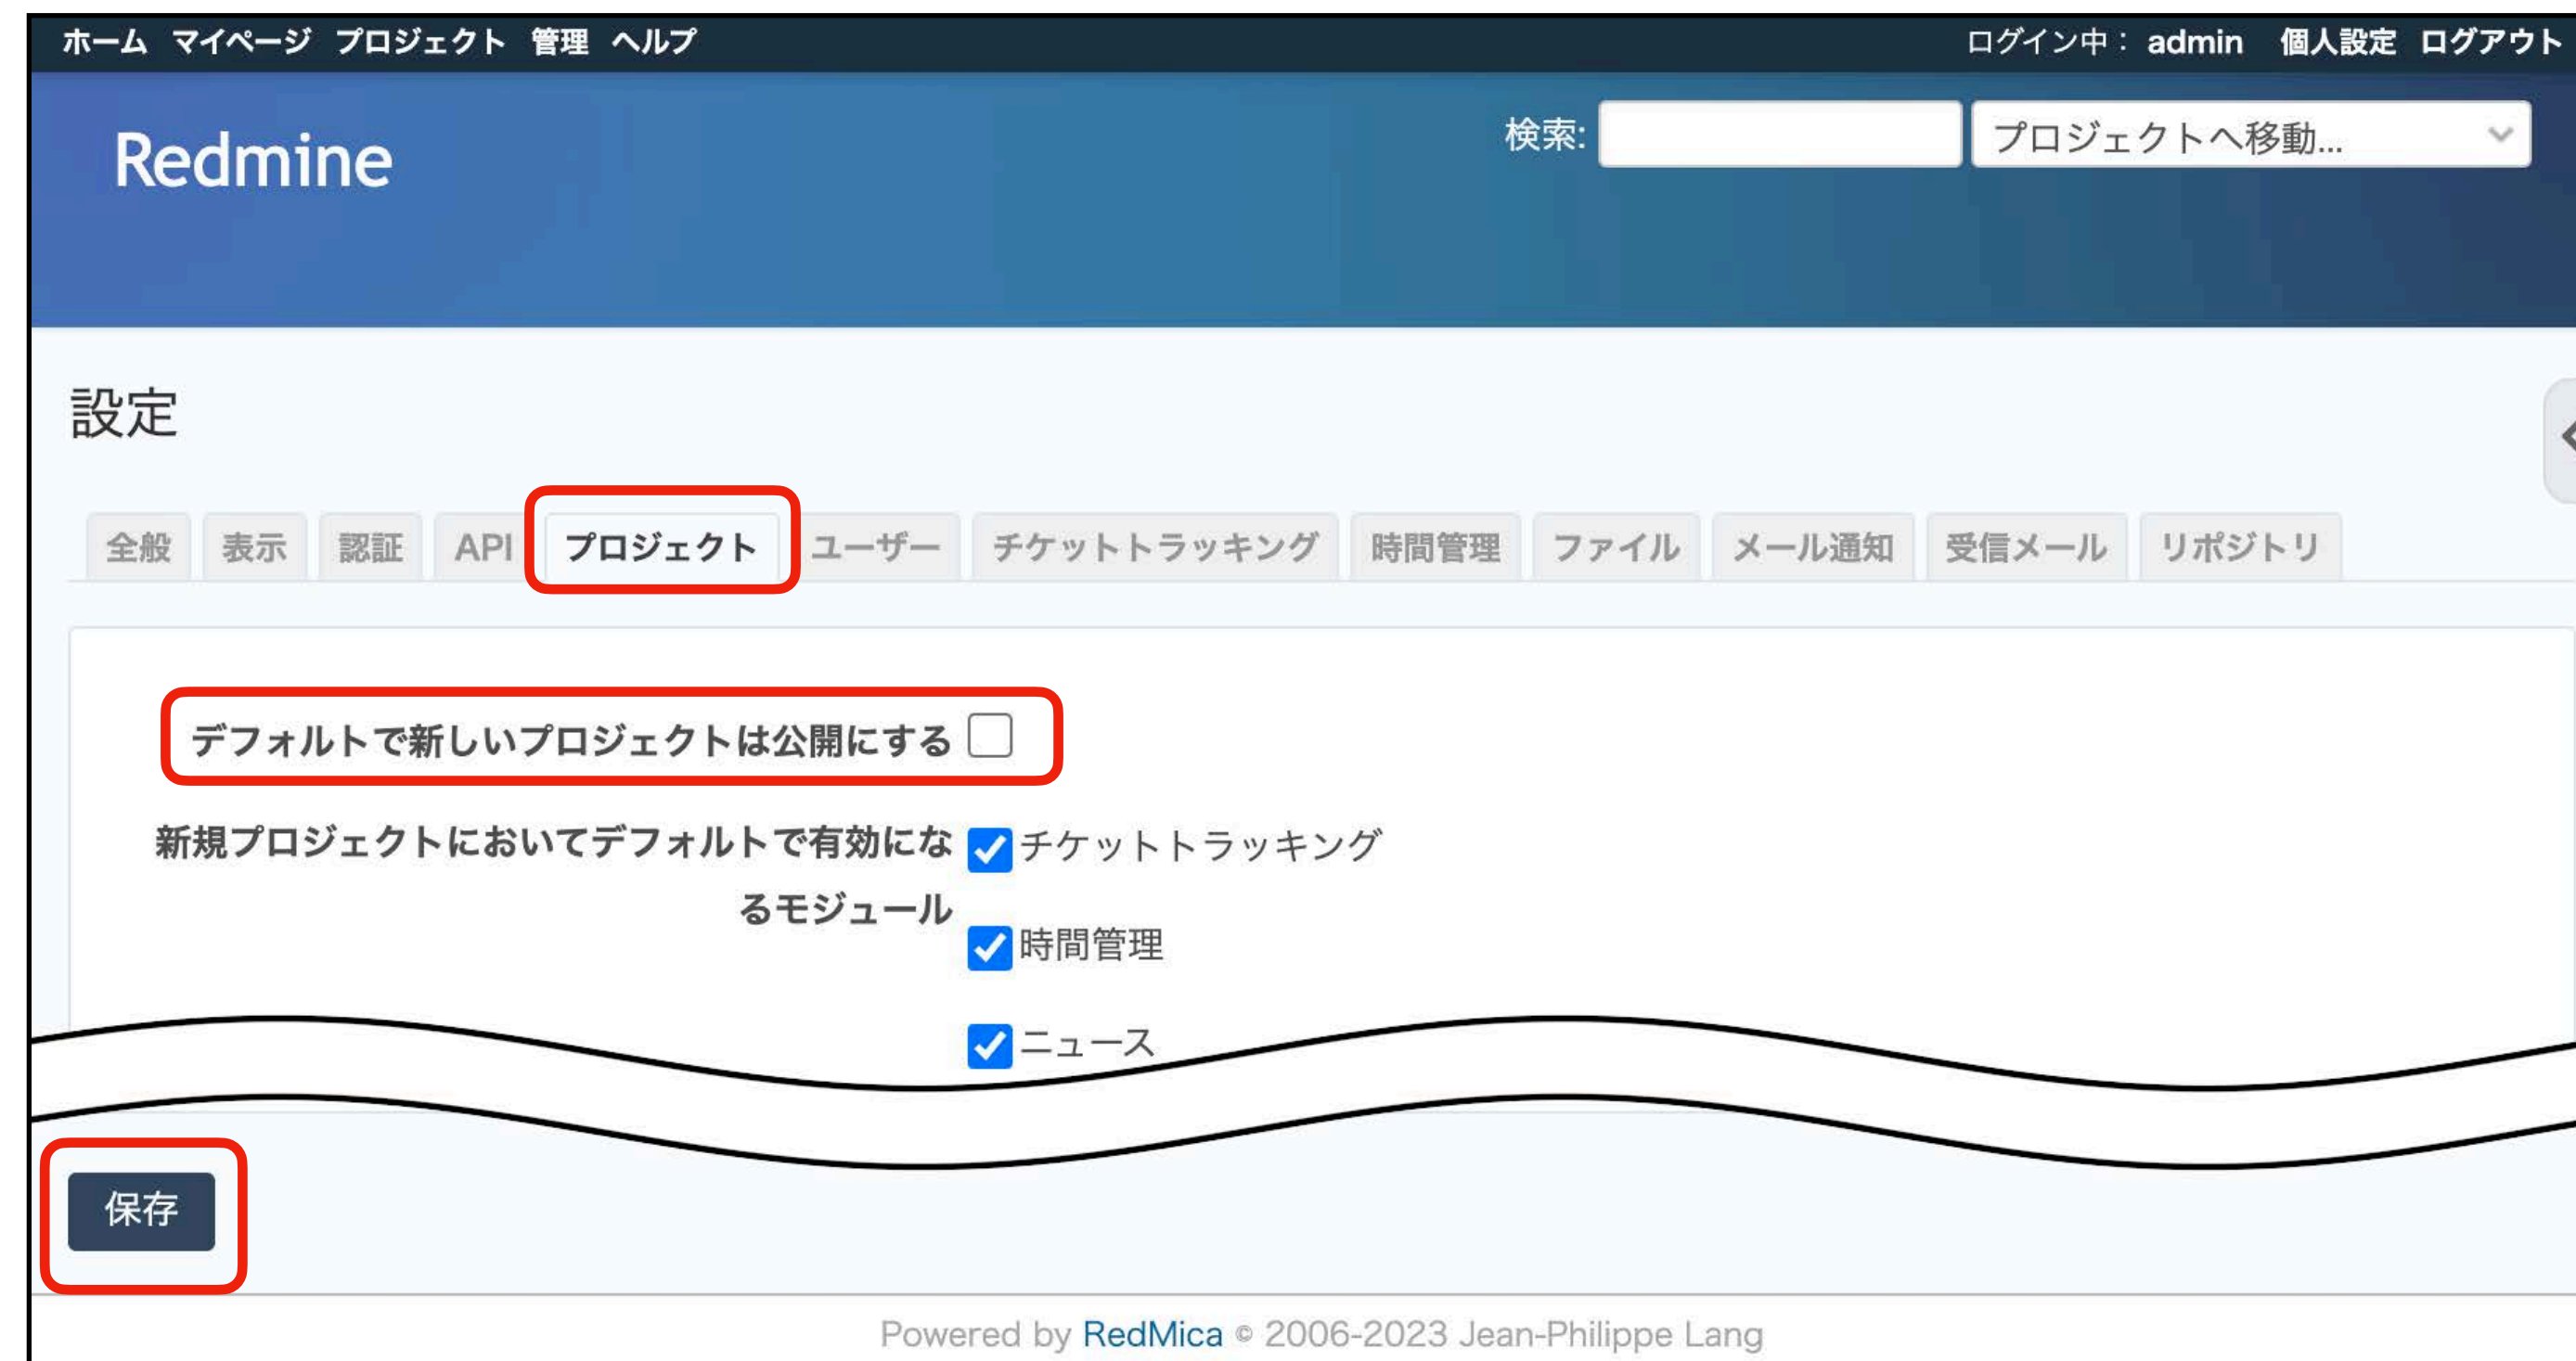 ホーム マイページ プロジェクト 管理 ヘルプ ログイン中： admin 個人設定 ログアウト
Redmine 検索: プロジェクトへ移動...
設定
全般 表示 認証 API プロジェクト ユーザー チケットトラッキング 時間管理 ファイル メール通知 受信メール リポジトリ
デフォルトで新しいプロジェクトは公開にする
新規プロジェクトにおいてデフォルトで有効にな チケットトラッキング
るモジュール
時間管理
ニュース
保存
Powered by RedMica © 2006-2023 Jean-Philippe Lang